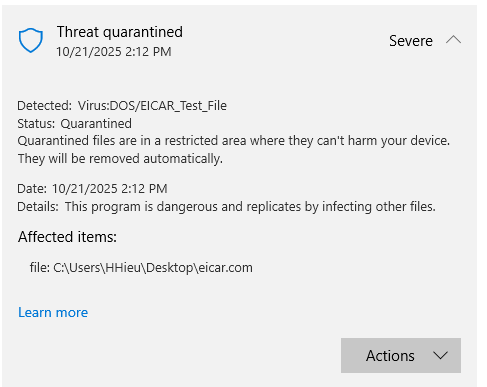 Threat quarantined
10/21/2025 2:12 PM
Severe
Detected: Virus:DOS/EICAR_Test_File
Status: Quarantined
Quarantined files are in a restricted area where they can't harm your device.
They will be removed automatically.
Date: 10/21/2025 2:12 PM
Details: This program is dangerous and replicates by infecting other files.
Affected items:
file: C:\Users\HHieu\Desktop\eicar.com
Learn more
Actions